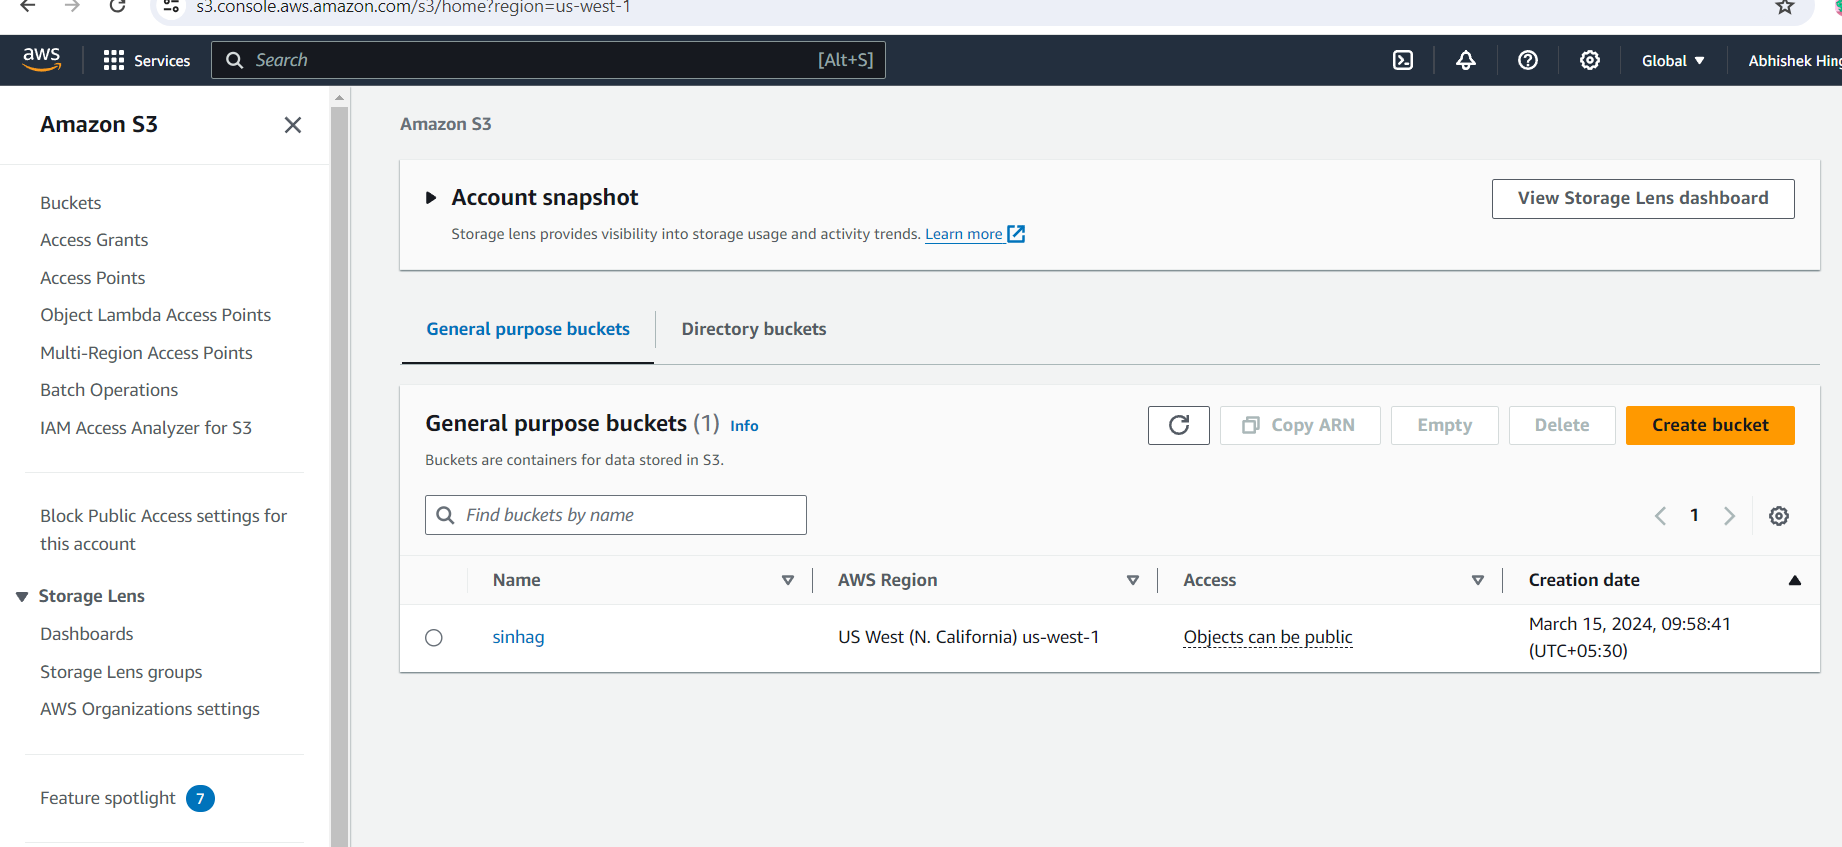 s3.console.aws.amazon.com/s3/home?region=us-west-1
aws
Services
Search
[Alt+S]
Global
Abhishek
Amazon S3
Buckets
Access Grants
Access Points
Object Lambda Access Points
Multi-Region Access Points
Batch Operations
IAM Access Analyzer for S3
Block Public Access settings for
this account
Storage Lens
Dashboards
Storage Lens groups
AWS Organizations settings
Feature spotlight 7
Amazon S3
Account snapshot
View Storage Lens dashboard
Storage lens provides visibility into storage usage and activity trends. Learn more
General purpose buckets
Directory buckets
General purpose buckets (1) Info
Copy ARN
Empty
Delete
Create bucket
Buckets are containers for data stored in S3.
Find buckets by name
1
Name
AWS Region
Access
Creation date
sinhag
US West (N. California) us-west-1
Objects can be public
March 15, 2024, 09:58:41
(UTC+05:30)